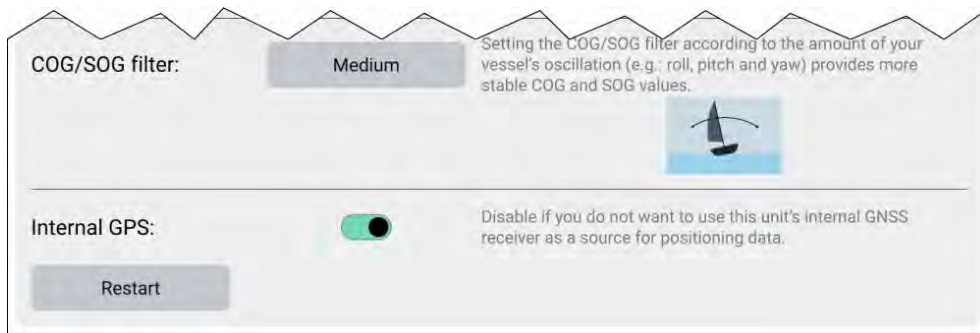 COG/SOG filter:
Medium
Setting the COG/SOG filter according to the amount of your
vessel's oscillation (e.g.: roll, pitch and yaw) provides more
stable COG and SOG values.
Internal GPS:
Disable if you do not want to use this unit's internal GNSS
receiver as a source for positioning data.
Restart